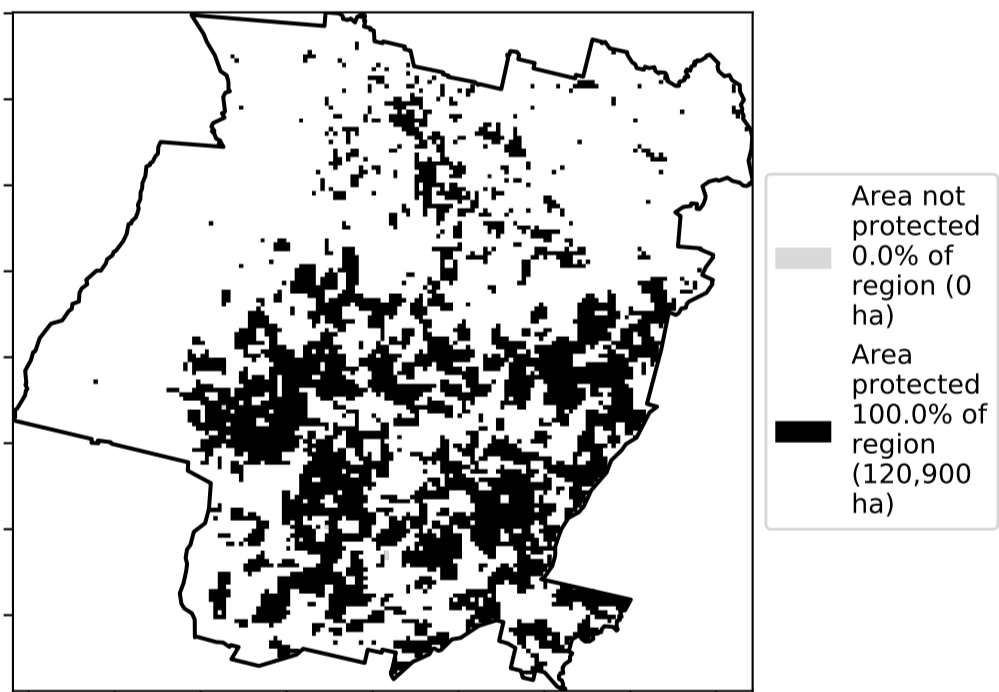 Area not
protected
0.0% of
region (0
ha)
Area
protected
100.0% of
region
(120,900
ha)